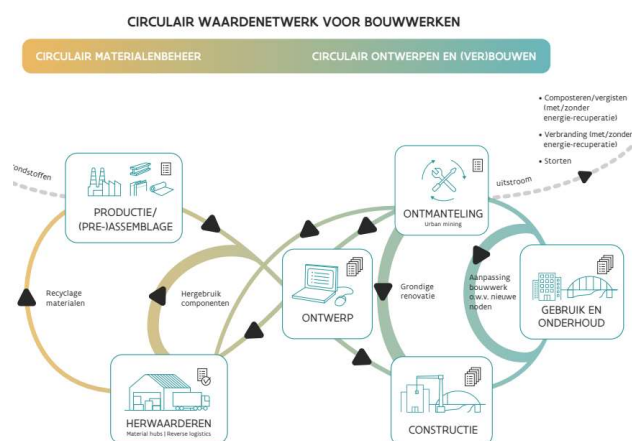 CIRCULAIR WAARDENETWERK VOOR BOUWWERKEN
CIRCULAIR MATERIALENBEHEER
CIRCULAIR ONTWERPEN EN (VER)BOUWEN
• Composteren/vergisten
(met/zonder
energie-recuperatie)
• Verbranding (met/zonder
energie-recuperatie)
• Storten
ondstoffen
uitstroom
PRODUCTIE/
(PRE-)ASSEMBLAGE
ONTMANTELING
Urban mining
Recyclage
materialen
Hergebruik
componenten
ONTWERP
Grondige
renovatie
Aanpassing
bouwwerk
o.w.v. nieuwe
noden
GEBRUIK EN
ONDERHOUD
HERWAARDEREN
Material hubs | Reverse logistics
CONSTRUCTIE